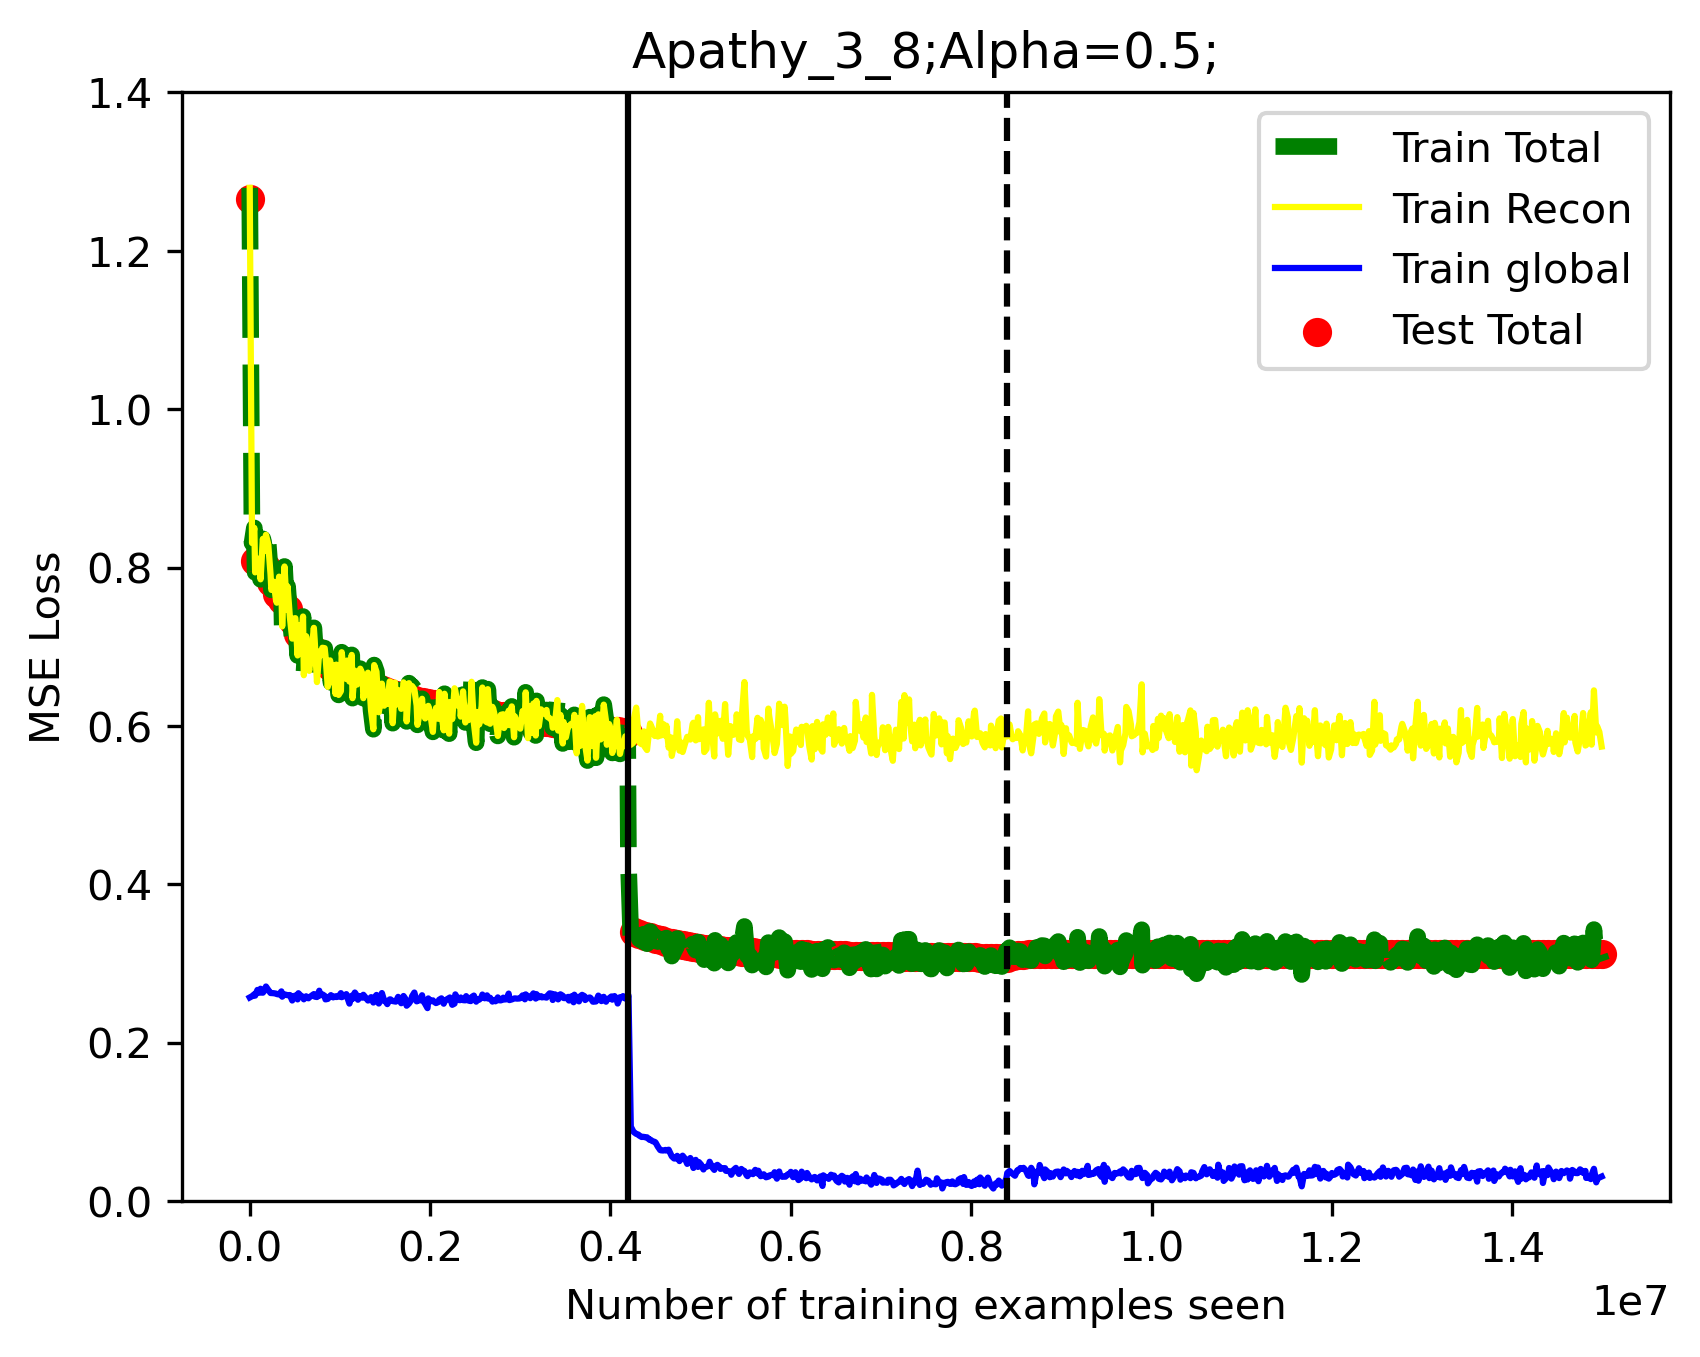 Apathy_3_8;Alpha=0.5;
1.4
1.2
1.0
0.8
0.6
0.4
0.2
0.0
MSE Loss
Train Total
Train Recon
Train global
Test Total
0.0 0.2 0.4 0.6 0.8 1.0 1.2 1.4
1e7
Number of training examples seen